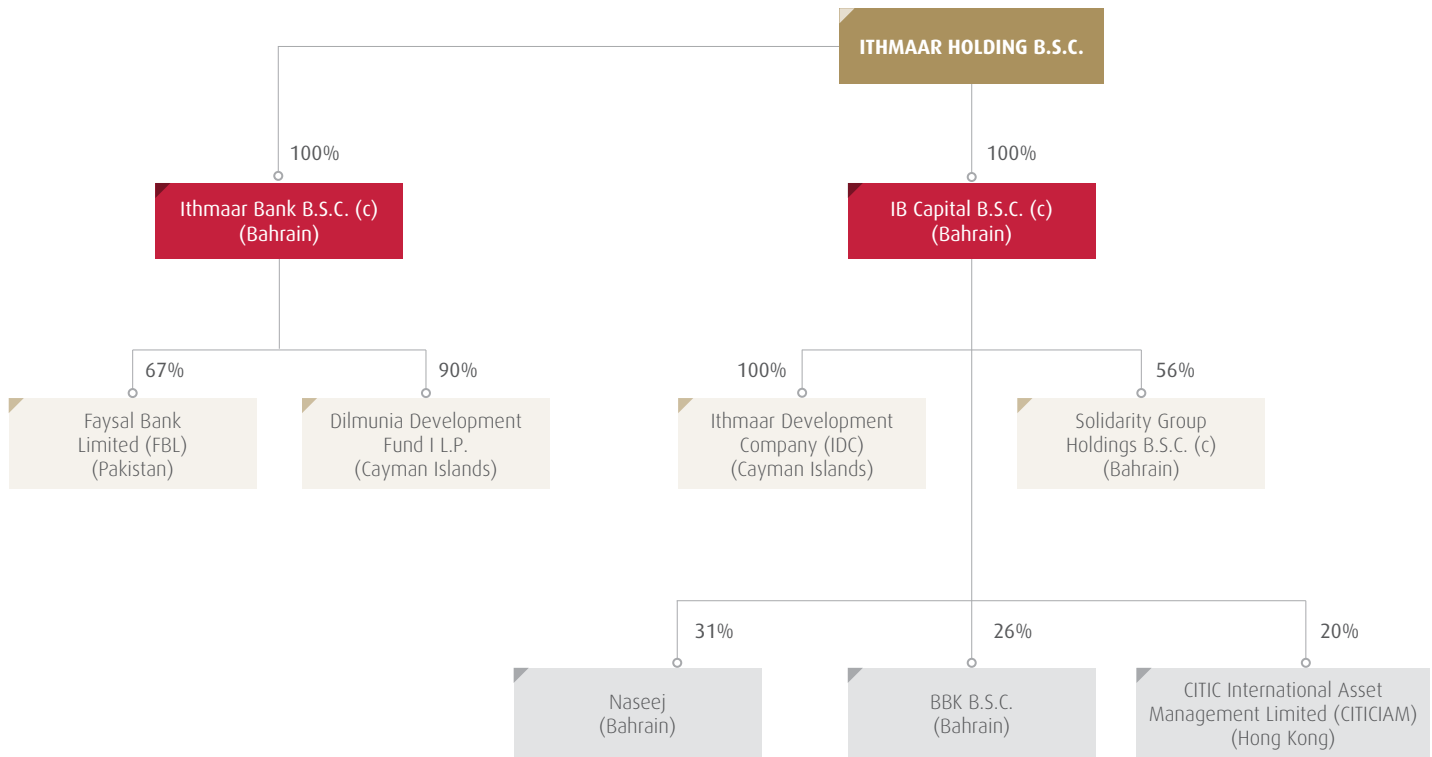 ITHMAAR HOLDING B.S.C.
100%
100%
Ithmaar Bank B.S.C. (c)
(Bahrain)
IB Capital B.S.C. (c)
(Bahrain)
67%
90%
100%
56%
Faysal Bank
Limited (FBL)
(Pakistan)
Dilmunia Development
Fund I L.P.
(Cayman Islands)
Ithmaar Development
Company (IDC)
(Cayman Islands)
Solidarity Group
Holdings B.S.C. (c)
(Bahrain)
31%
26%
20%
Naseej
(Bahrain)
BBK B.S.C.
(Bahrain)
CITIC International Asset
Management Limited (CITICIAM)
(Hong Kong)